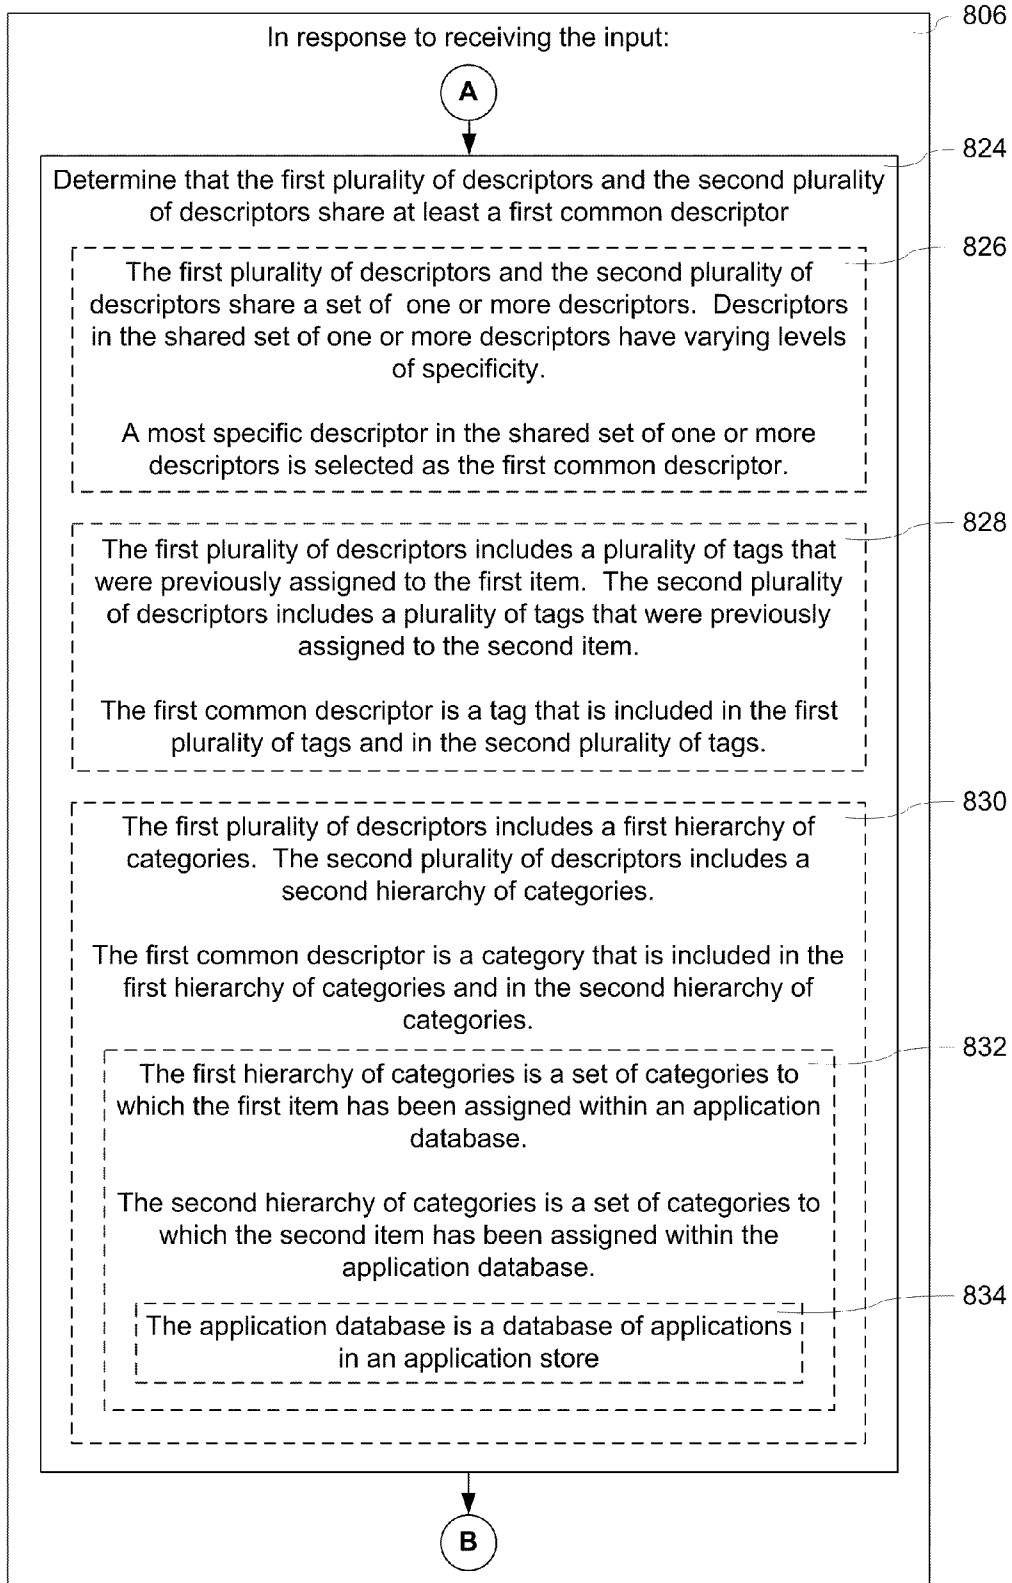 806
In response to receiving the input:
A
824
Determine that the first plurality of descriptors and the second plurality
of descriptors share at least a first common descriptor
826
The first plurality of descriptors and the second plurality of
descriptors share a set of one or more descriptors. Descriptors
in the shared set of one or more descriptors have varying levels
of specificity.
A most specific descriptor in the shared set of one or more
descriptors is selected as the first common descriptor.
828
The first plurality of descriptors includes a plurality of tags that
were previously assigned to the first item. The second plurality
of descriptors includes a plurality of tags that were previously
assigned to the second item.
The first common descriptor is a tag that is included in the first
plurality of tags and in the second plurality of tags.
830
The first plurality of descriptors includes a first hierarchy of
categories. The second plurality of descriptors includes a
second hierarchy of categories.
The first common descriptor is a category that is included in the
first hierarchy of categories and in the second hierarchy of
categories.
832
The first hierarchy of categories is a set of categories to
which the first item has been assigned within an application
database.
The second hierarchy of categories is a set of categories to
which the second item has been assigned within the
application database.
834
The application database is a database of applications
in an application store
B